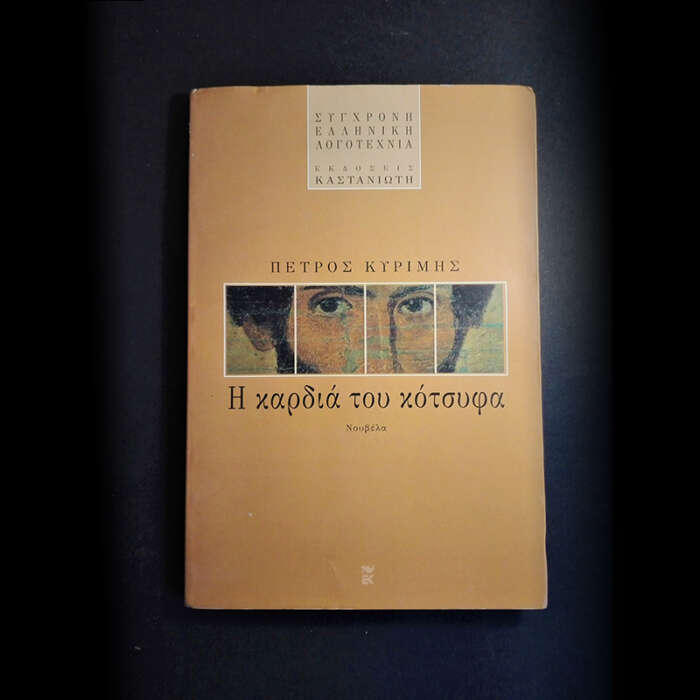 ΣΥΓΧΡΟΝΗ
ΕΛΛΗΝΙΚΗ
ΛΟΓΟΤΕΧΝΙΑ
ΕΚΔΟΣΕΙΣ
ΚΑΣΤΑΝΙΩΤΗ
ΠΕΤΡΟΣ ΚΥΡΙΜΗΣ
Η καρδιά του κότσυφα
Νουβέλα